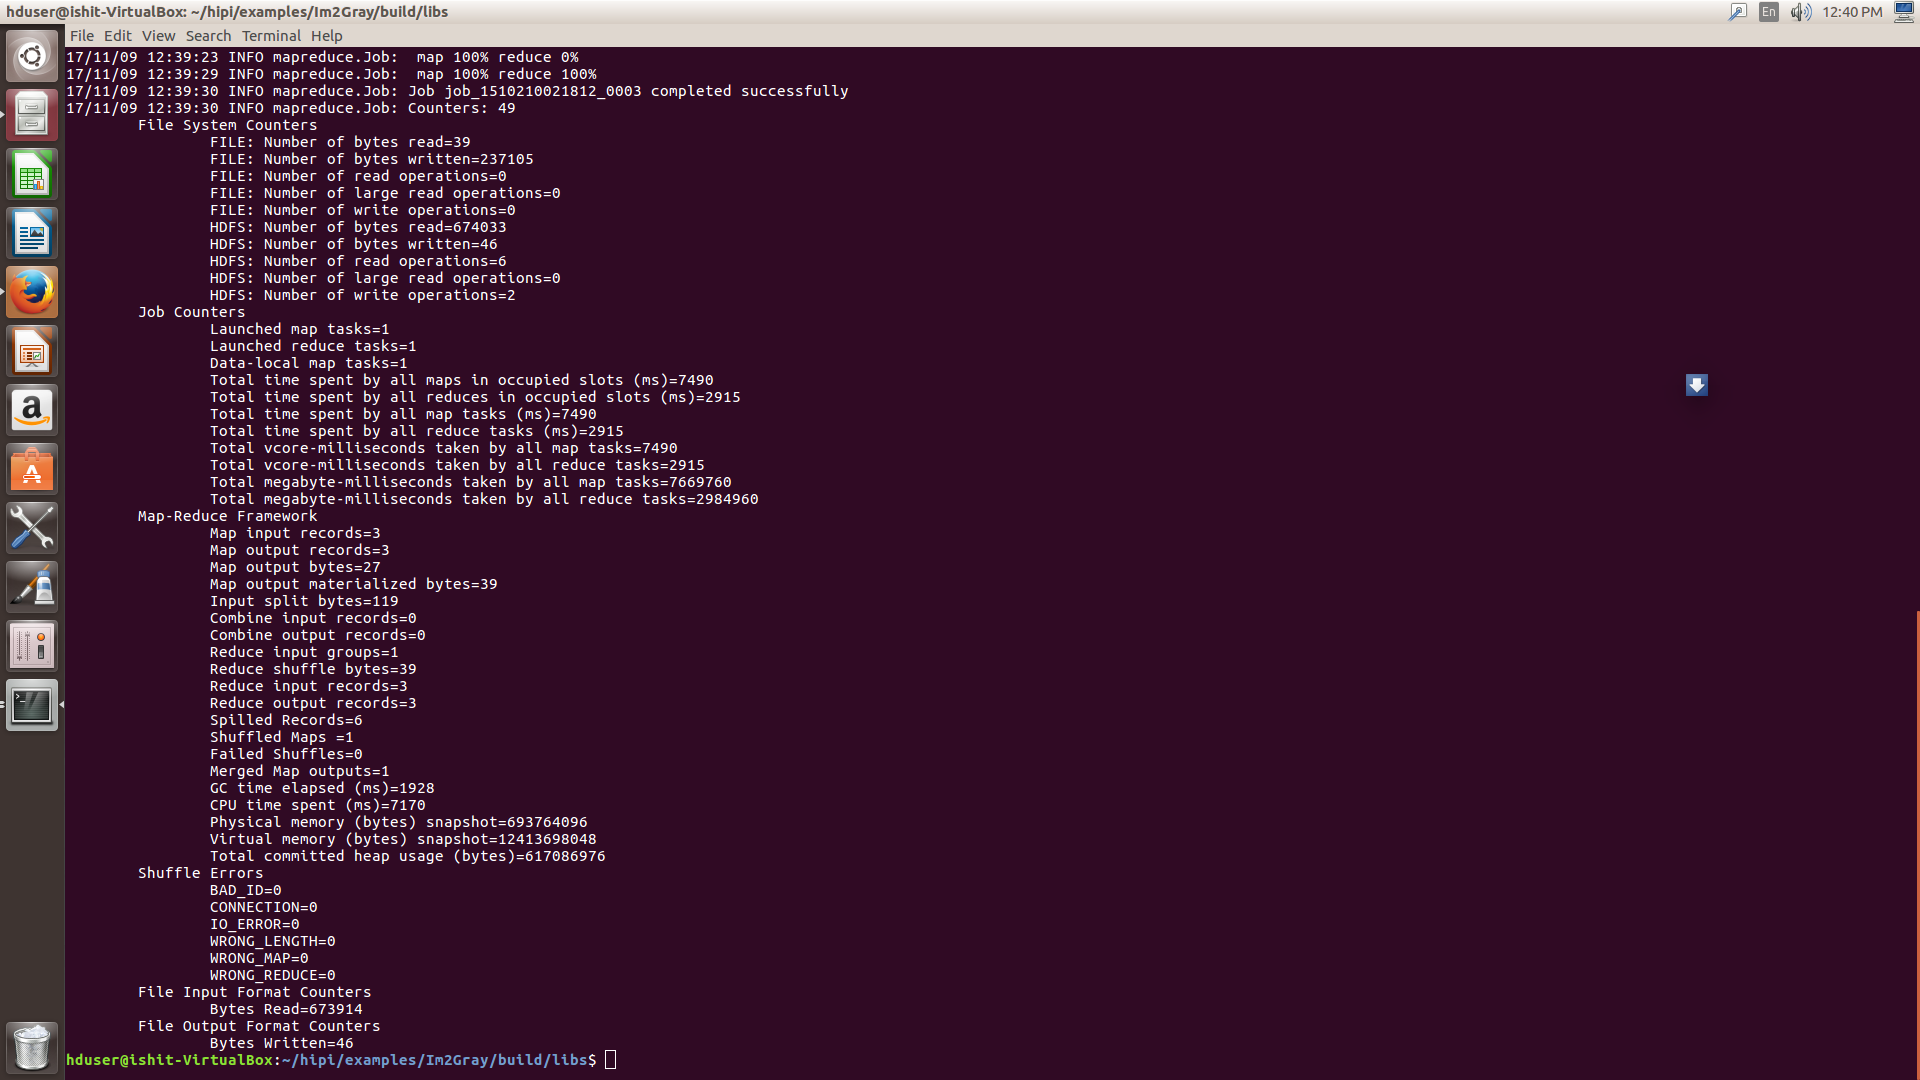 hduser@ishit-VirtualBox: ~/hipi/examples/Im2Gray/build/libs
En 12:40 PM
File Edit View Search Terminal Help
17/11/09 12:39:23 INFO mapreduce.Job:  map 100% reduce 0%
17/11/09 12:39:29 INFO mapreduce.Job:  map 100% reduce 100%
17/11/09 12:39:30 INFO mapreduce.Job: Job job_1510210021812_0003 completed successfully
17/11/09 12:39:30 INFO mapreduce.Job: Counters: 49
File System Counters
FILE: Number of bytes read=39
FILE: Number of bytes written=237105
FILE: Number of read operations=0
FILE: Number of large read operations=0
FILE: Number of write operations=0
HDFS: Number of bytes read=674033
HDFS: Number of bytes written=46
HDFS: Number of read operations=6
HDFS: Number of large read operations=0
HDFS: Number of write operations=2
Job Counters
Launched map tasks=1
Launched reduce tasks=1
Data-local map tasks=1
Total time spent by all maps in occupied slots (ms)=7490
Total time spent by all reduces in occupied slots (ms)=2915
Total time spent by all map tasks (ms)=7490
Total time spent by all reduce tasks (ms)=2915
Total vcore-milliseconds taken by all map tasks=7490
Total vcore-milliseconds taken by all reduce tasks=2915
Total megabyte-milliseconds taken by all map tasks=7669760
Total megabyte-milliseconds taken by all reduce tasks=2984960
Map-Reduce Framework
Map input records=3
Map output records=3
Map output bytes=27
Map output materialized bytes=39
Input split bytes=119
Combine input records=0
Combine output records=0
Reduce input groups=1
Reduce shuffle bytes=39
Reduce input records=3
Reduce output records=3
Spilled Records=6
Shuffled Maps =1
Failed Shuffles=0
Merged Map outputs=1
GC time elapsed (ms)=1928
CPU time spent (ms)=7170
Physical memory (bytes) snapshot=693764096
Virtual memory (bytes) snapshot=12413698048
Total committed heap usage (bytes)=617086976
Shuffle Errors
BAD_ID=0
CONNECTION=0
IO_ERROR=0
WRONG_LENGTH=0
WRONG_MAP=0
WRONG_REDUCE=0
File Input Format Counters
Bytes Read=673914
File Output Format Counters
Bytes Written=46
hduser@ishit-VirtualBox:~/hipi/examples/Im2Gray/build/libs$